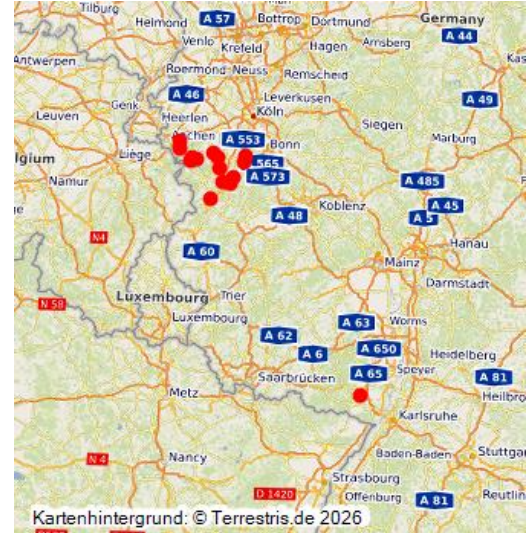 Tilburg
A 57
Bottrop
Dortmund
Germany
Helmond
Venlo
Krefeld
Hagen
Arnsberg
A 44
Antwerpen
Roermond
Neuss
Remscheid
Kas
Genk
A 46
Leverkusen
A 49
Leuven
Heerlen
Köln
Siegen
Aachen
A 553
Marburg
lgium
Liège
Bonn
565
Namur
A 573
A 485
Koblenz
A 45
N4
A 48
A 5
Hanau
A 60
Mainz
Darmstadt
N 58
Luxembourg
Trier
Luxembourg
A 63
Worms
A 62
A 650
A 6
Heidelberg
A 65
Speyer
A 81
Saarbrücken
Heilbro
Metz
Karlsruhe
N 4
Nancy
Baden-Baden
Stuttgar
Strasbourg
D 1420
Offenburg
A 81
Reutlin
Kartenhintergrund: © Terrestris.de 2026